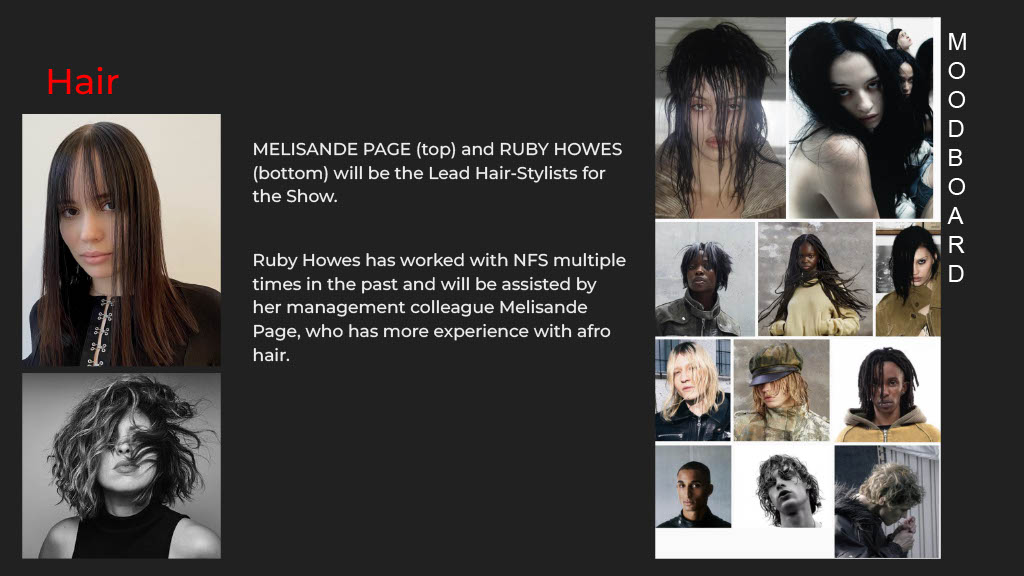 Hair
MELISANDE PAGE (top) and RUBY HOWES
(bottom) will be the Lead Hair-Stylists for
the Show.
Ruby Howes has worked with NFS multiple
times in the past and will be assisted by
her management colleague Melisande
Page, who has more experience with afro
hair.
M
O
O
D
B
O
A
R
D